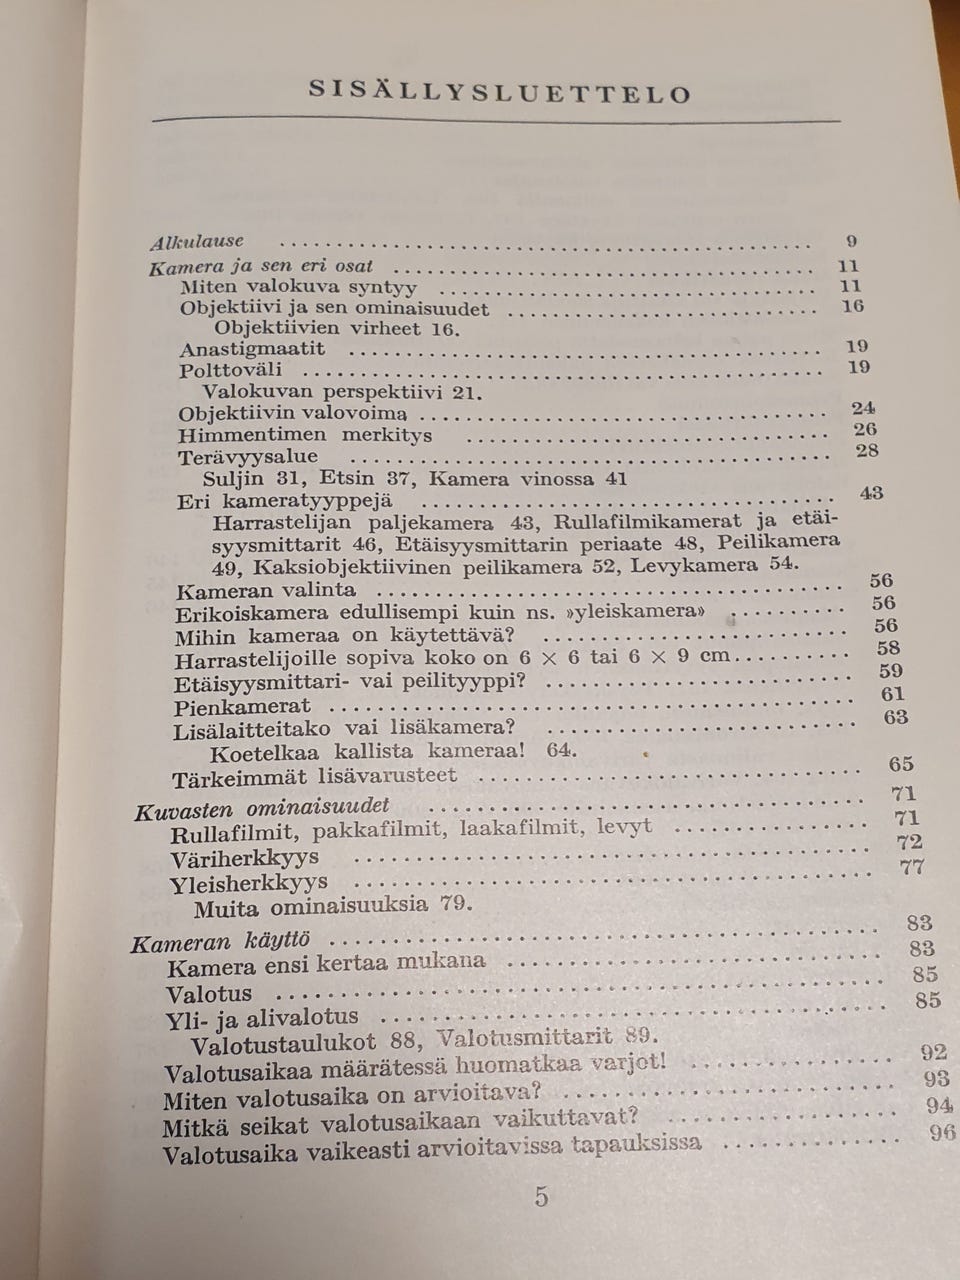 SISÄLLYSLUETTELO
Alkulause ........................................ 9
Kamera ja sen eri osat ........................................ 11
Miten valokuva syntyy ........................................ 11
Objektiivi ja sen ominaisuudet ........................................ 16
Objektiivien virheet 16.
Anastigmaatit ........................................ 19
Polttoväli ........................................ 19
Valokuvan perspektiivi 21.
Objektiivin valovoima ........................................ 24
Himmentimen merkitys ........................................ 26
Terävyysalue ........................................ 28
Suljin 31, Etsin 37, Kamera vinossa 41
Eri kameratyyppejä ........................................ 43
Harrastelijan paljekamera 43, Rullafilmikamerat ja etäi-
syysmittarit 46, Etäisyysmittarin periaate 48, Peilikamera
49, Kaksiobjektiivinen peilikamera 52, Levykamera 54.
Kameran valinta ........................................ 56
Erikoiskamera edullisempi kuin ns. »yleiskamera» .......... 56
Mihin kameraa on käytettävä? ........................................ 56
Harrastelijoille sopiva koko on 6 × 6 tai 6 × 9 cm .......... 58
Etäisyysmittari- vai peilityyppi? ........................................ 59
Pienkamerat ........................................ 61
Lisälaitteitako vai lisäkamera? ........................................ 63
Koetelkaa kallista kameraa! 64.
Tärkeimmät lisävarusteet ........................................ 65
Kuvasten ominaisuudet ........................................ 71
Rullafilmit, pakkafilmit, laakafilmit, levyt ............... 71
Väriherkkyys ........................................ 72
Yleisherkkyys ........................................ 77
Muita ominaisuuksia 79.
Kameran käyttö ........................................ 83
Kamera ensi kertaa mukana ........................................ 83
Valotus ........................................ 85
Yli- ja alivalotus ........................................ 85
Valotustaulukot 88, Valotusmittarit 89.
Valotusaikaa määrätessä huomatkaa varjot! ............... 92
Miten valotusaika on arvioitava? ........................................ 93
Mitkä seikat valotusaikaan vaikuttavat? ............... 94
Valotusaika vaikeasti arvioitavissa tapauksissa ............... 96
5